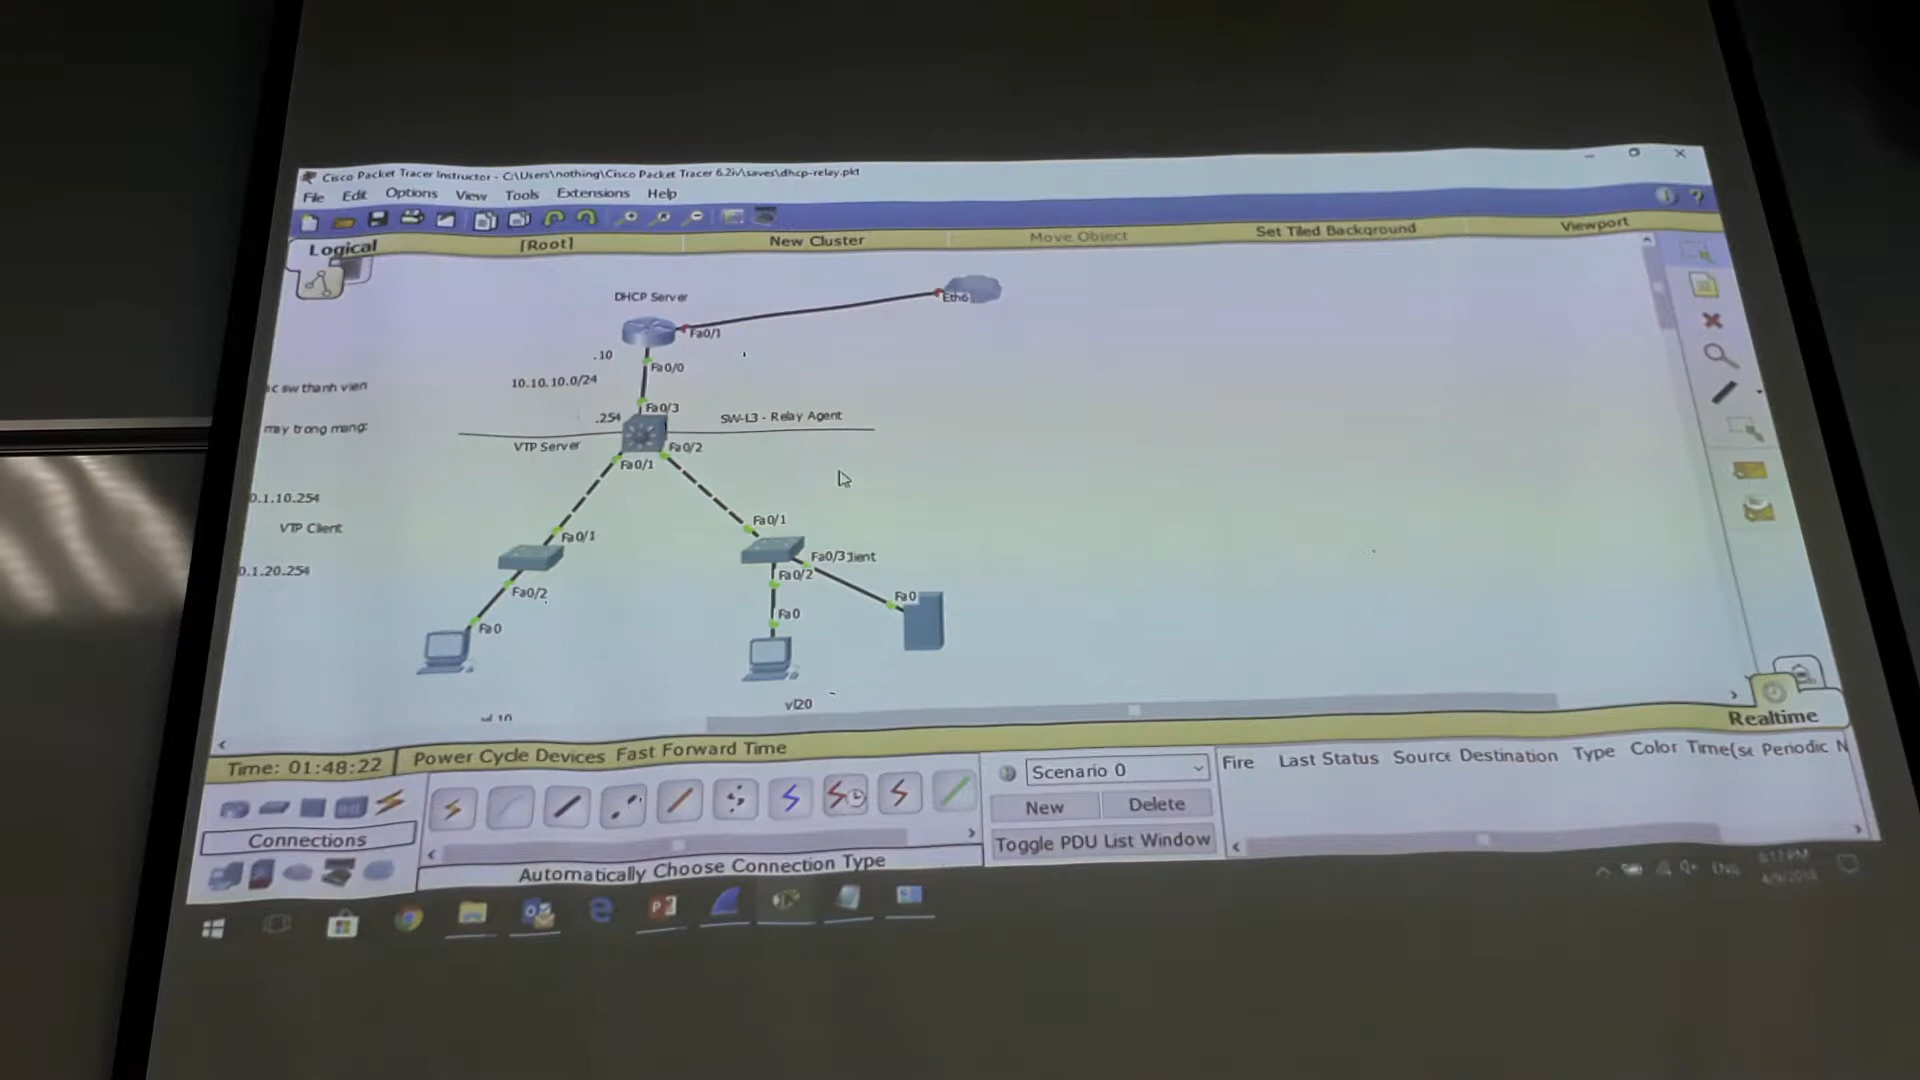 Cisco Packet Tracer Instructor - C:\Users\nothing\Cisco Packet Tracer 6.2iv\saves\dhcp-relay.pkt
File Edit Options View Tools Extensions Help
Logical [Root] New Cluster Move Object Set Tiled Background Viewport
DHCP Server
Eth6
Fa0/1
.10
Fa0/0
10.10.10.0/24
c sw thanh vien
Fa0/3
.254
SW-L3 - Relay Agent
may trong mang:
VTP Server
Fa0/2
Fa0/1
0.1.10.254
VTP Client
Fa0/1
Fa0/1
Fa0/3
0.1.20.254
Fa0/2
Fa0/2
Fa0
Fa0
Fa0
vl20
Realtime
Time: 01:48:22 Power Cycle Devices Fast Forward Time
Scenario 0
Fire Last Status Source Destination Type Color Time(se Periodic N
New Delete
Connections
Toggle PDU List Window
Automatically Choose Connection Type
ENG